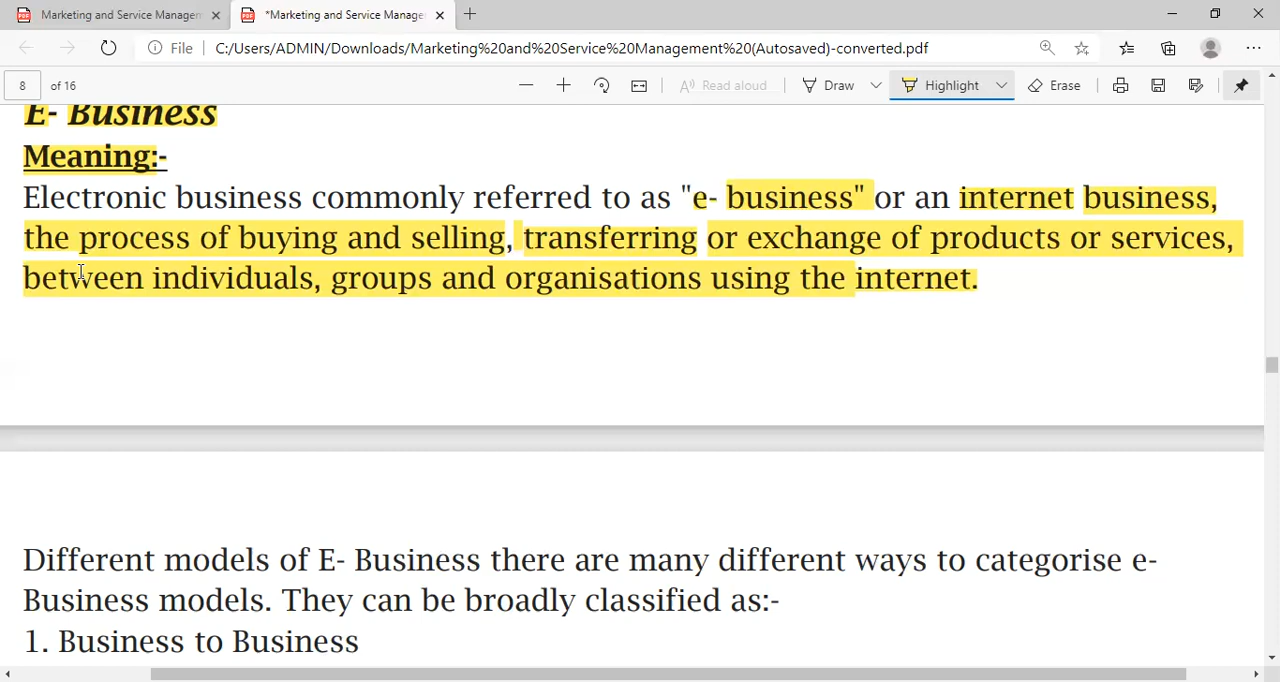 Marketing and Service Managem
*Marketing and Service Manage
File
C:/Users/ADMIN/Downloads/Marketing%20and%20Service%20Management%20(Autosaved)-converted.pdf
8 of 16
Read aloud
Draw
Highlight
Erase
E- Business
Meaning:-
Electronic business commonly referred to as "e- business" or an internet business,
the process of buying and selling, transferring or exchange of products or services,
between individuals, groups and organisations using the internet.
Different models of E- Business there are many different ways to categorise e-
Business models. They can be broadly classified as:-
1. Business to Business